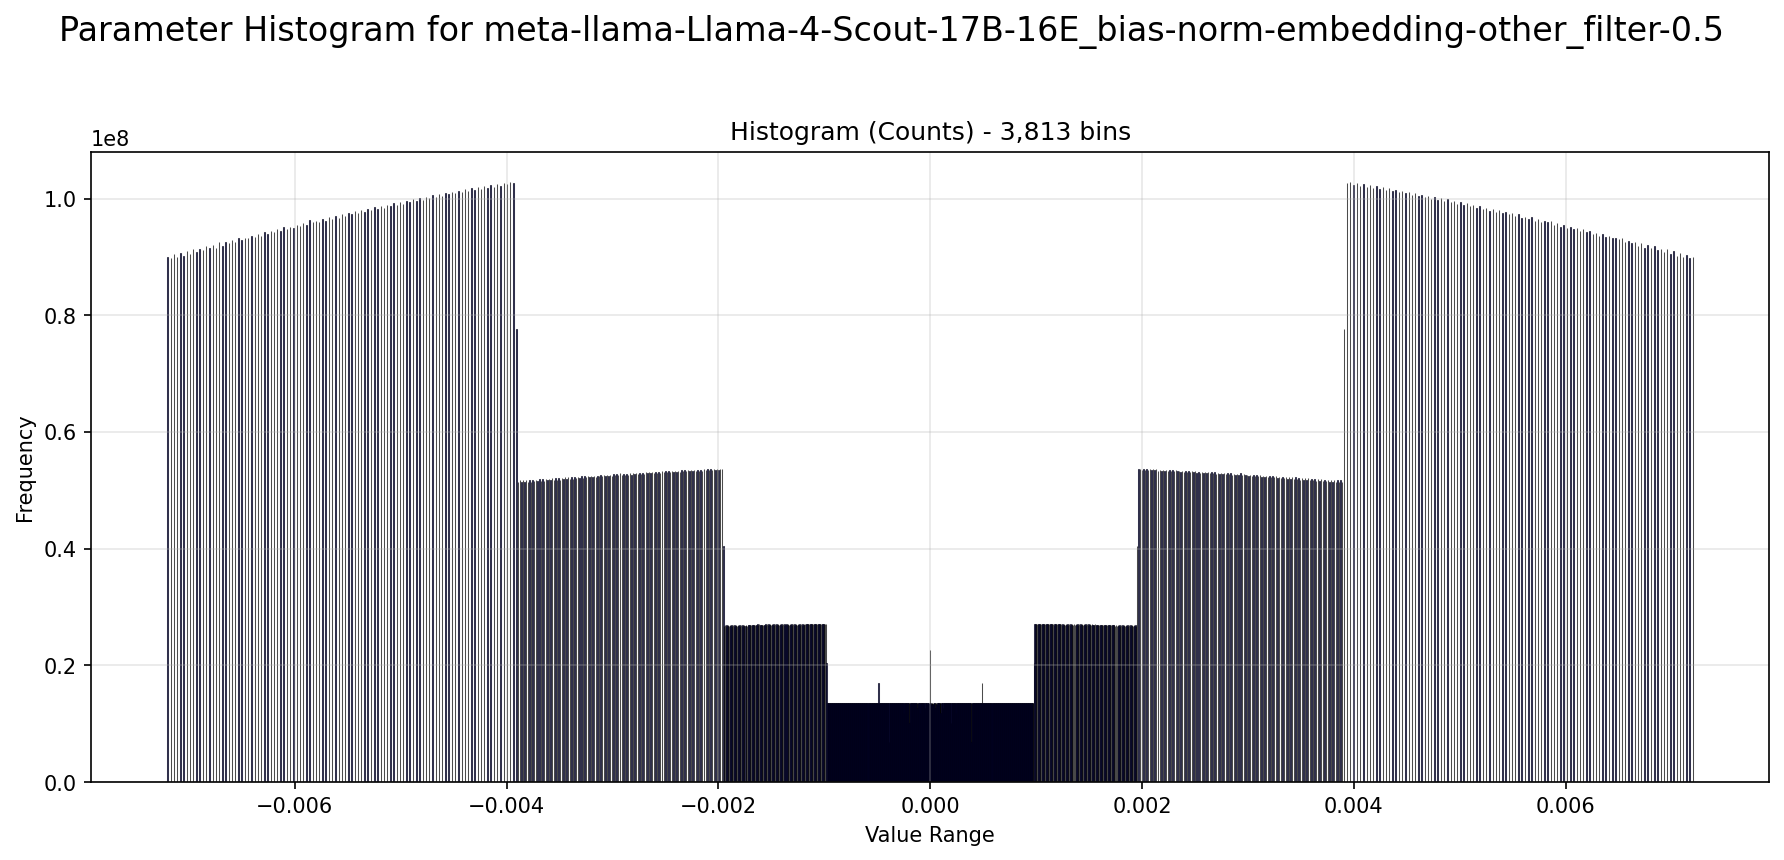 Parameter Histogram for meta-llama-Llama-4-Scout-17B-16E_bias-norm-embedding-other_filter-0.5
Histogram (Counts) - 3,813 bins
1e8
1.0
0.8
0.6
0.4
0.2
0.0
Frequency
−0.006 −0.004 −0.002 0.000 0.002 0.004 0.006
Value Range